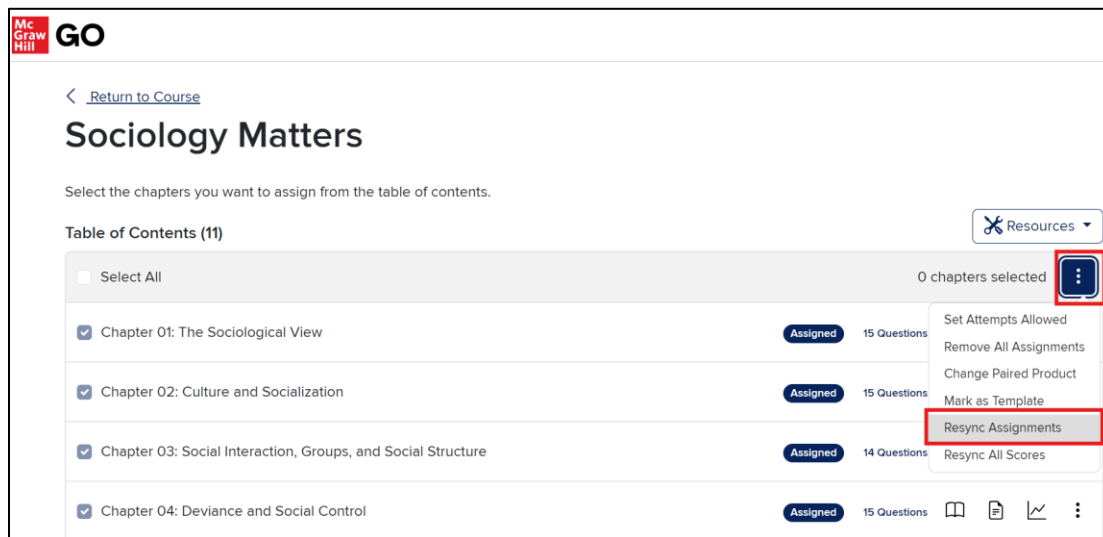 Mc
Graw
Hill
GO
Return to Course
Sociology Matters
Select the chapters you want to assign from the table of contents.
Table of Contents (11)
Resources
Select All
0 chapters selected
Chapter 01: The Sociological View
Assigned
15 Questions
Set Attempts Allowed
Remove All Assignments
Change Paired Product
Mark as Template
Resync Assignments
Resync All Scores
Chapter 02: Culture and Socialization
Assigned
15 Questions
Chapter 03: Social Interaction, Groups, and Social Structure
Assigned
14 Questions
Chapter 04: Deviance and Social Control
Assigned
15 Questions